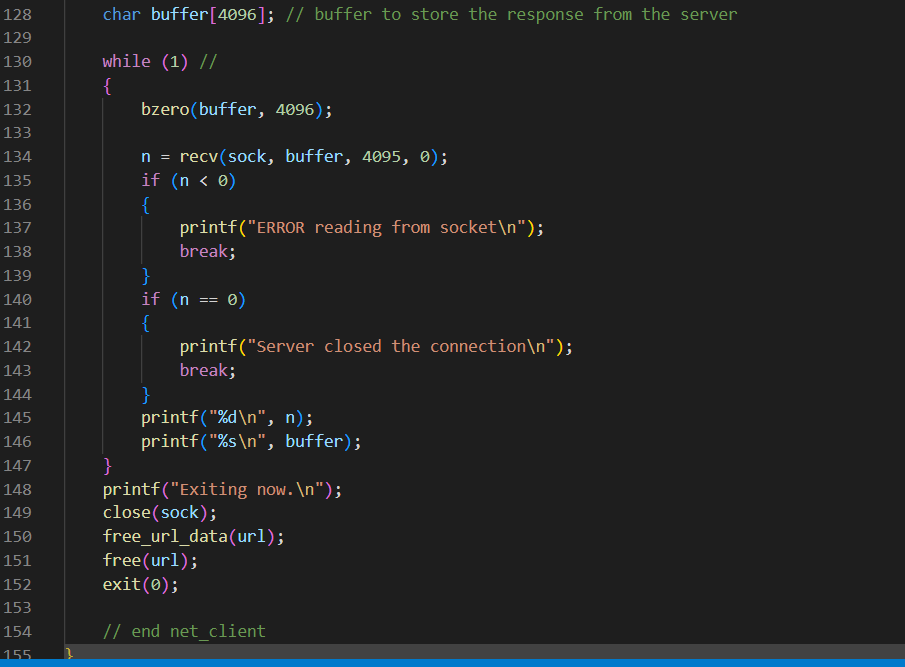 128 char buffer[4096]; // buffer to store the response from the server
129
130 while (1) //
131 {
132 bzero(buffer, 4096);
133
134 n = recv(sock, buffer, 4095, 0);
135 if (n < 0)
136 {
137 printf("ERROR reading from socket\n");
138 break;
139 }
140 if (n == 0)
141 {
142 printf("Server closed the connection\n");
143 break;
144 }
145 printf("%d\n", n);
146 printf("%s\n", buffer);
147 }
148 printf("Exiting now.\n");
149 close(sock);
150 free_url_data(url);
151 free(url);
152 exit(0);
153
154 // end net_client
155 }